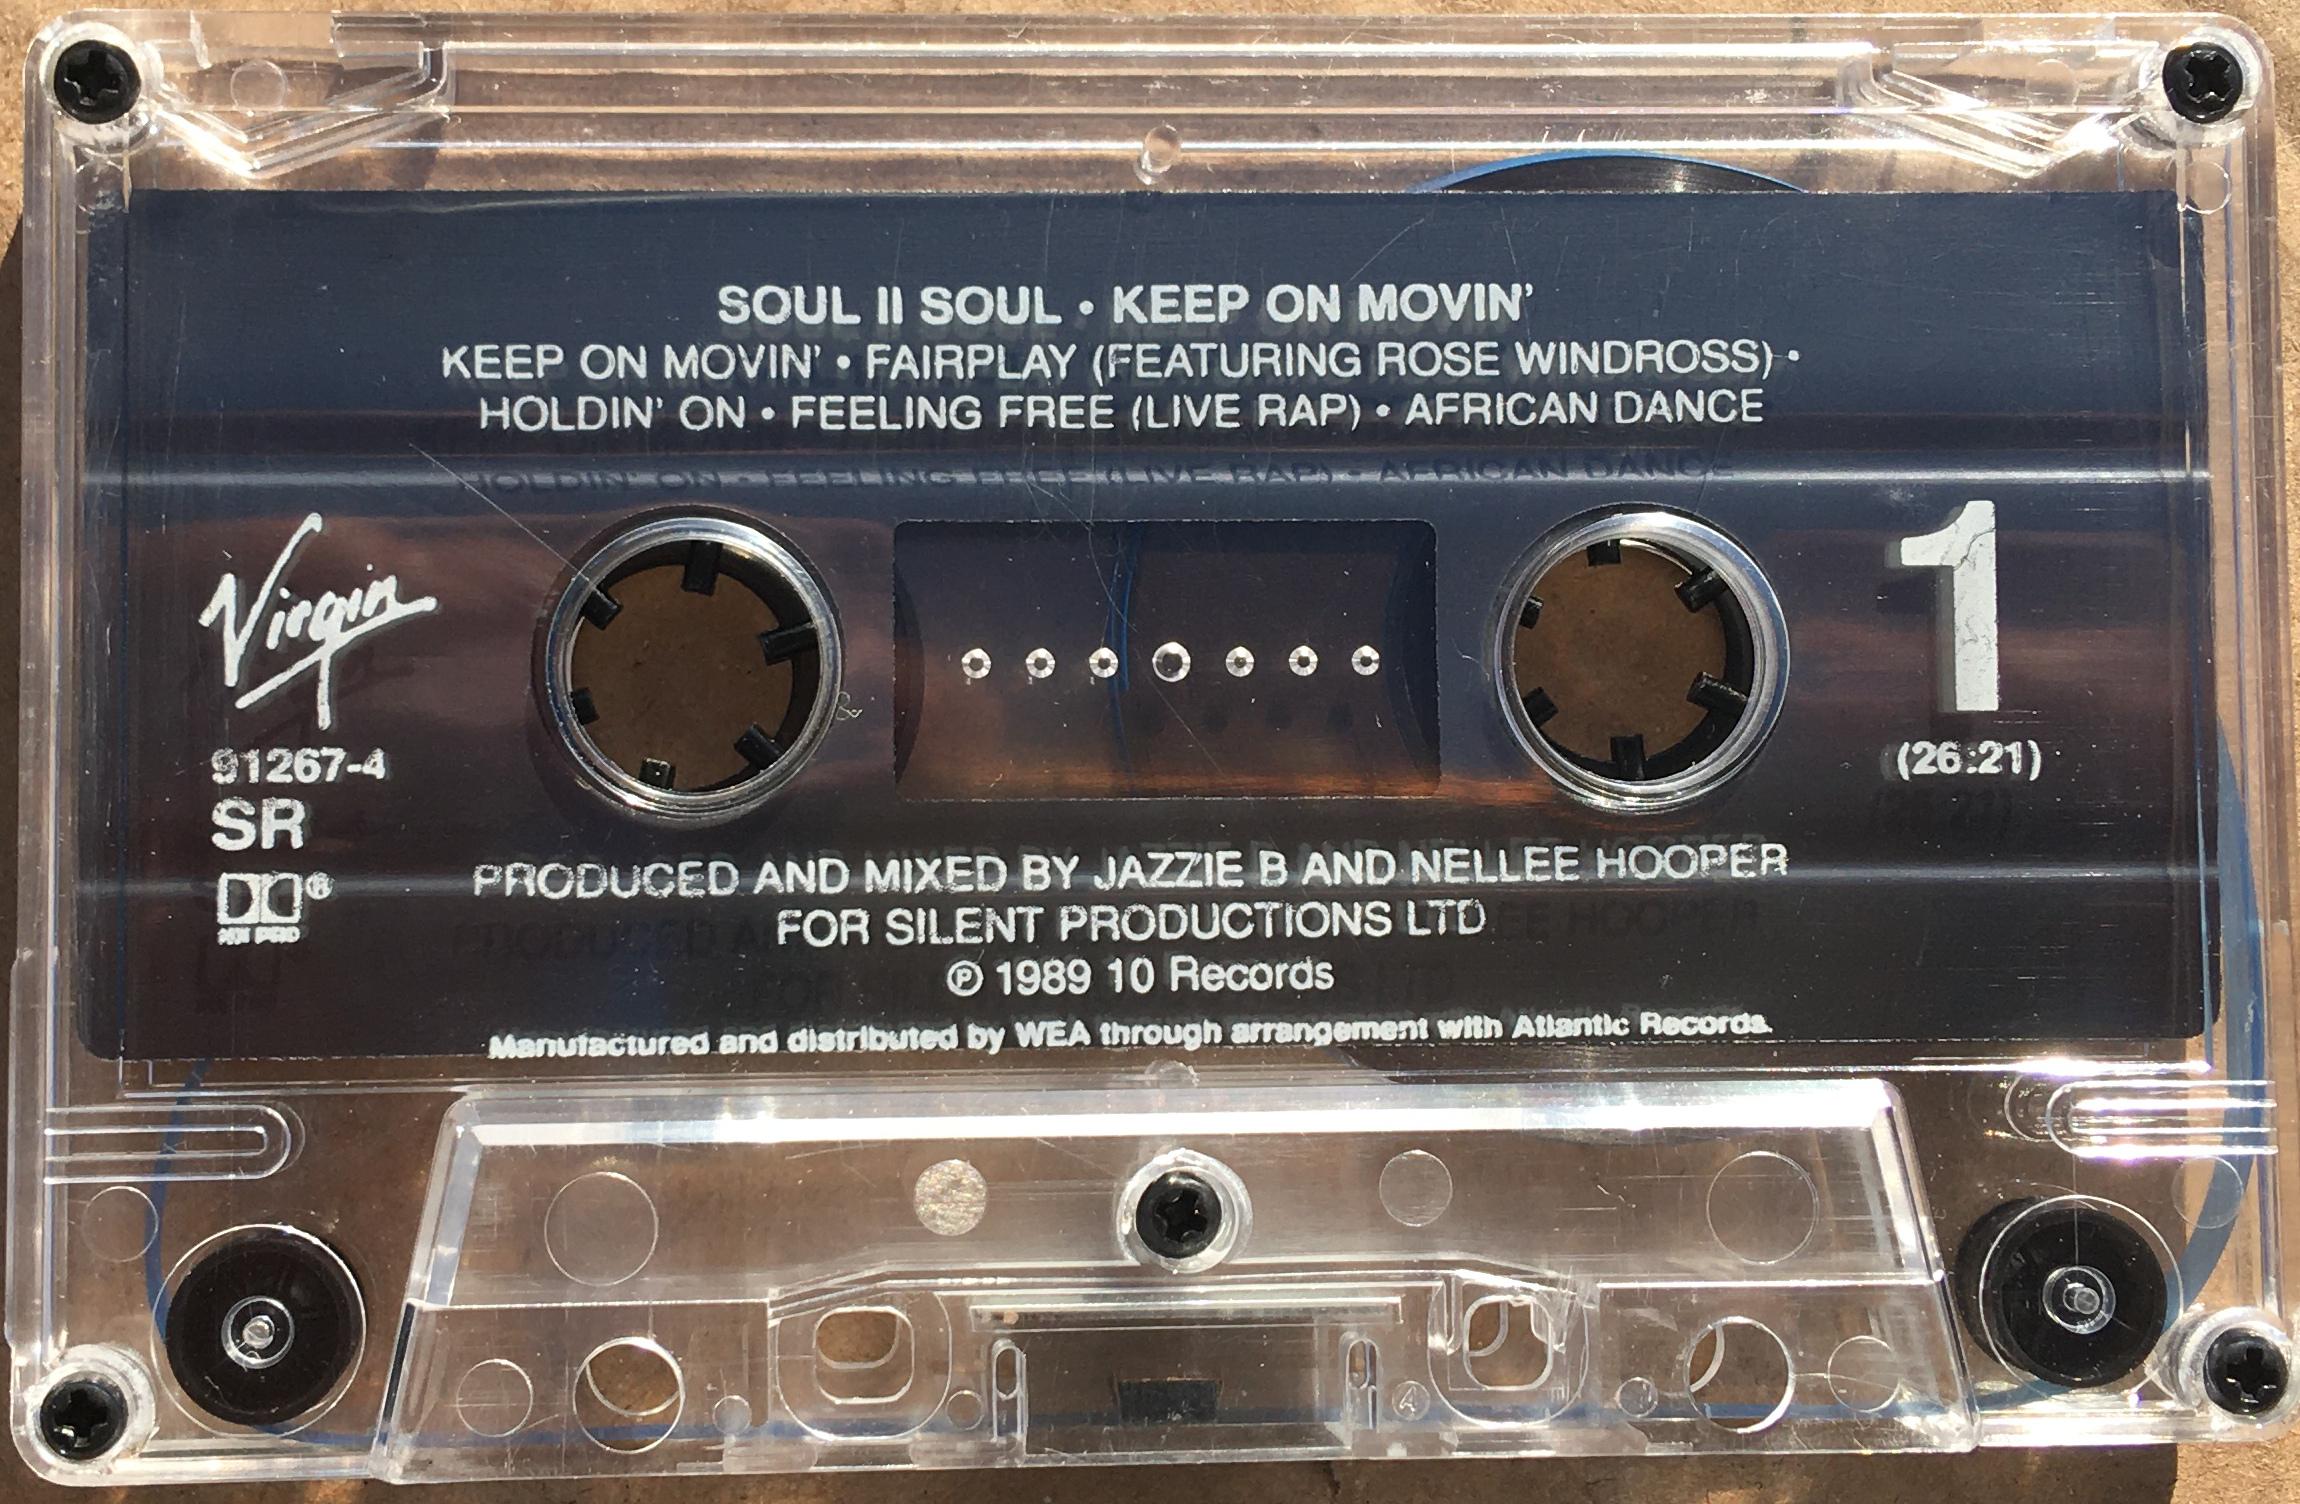 SOUL II SOUL • KEEP ON MOVIN'
KEEP ON MOVIN' • FAIRPLAY (FEATURING ROSE WINDROSS) •
HOLDIN' ON • FEELING FREE (LIVE RAP) • AFRICAN DANCE
Virgin
1
91267-4
(26:21)
SR
HX PRO
PRODUCED AND MIXED BY JAZZIE B AND NELLEE HOOPER
FOR SILENT PRODUCTIONS LTD
℗ 1989 10 Records
Manufactured and distributed by WEA through arrangement with Atlantic Records.
A